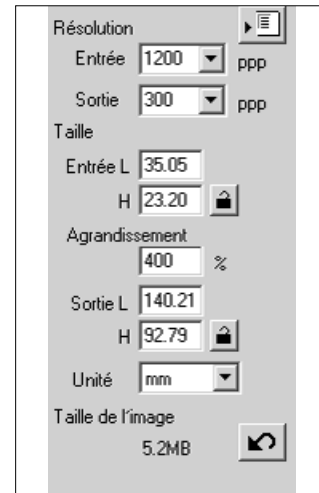 Résolution
Entrée 1200 ppp
Sortie 300 ppp
Taille
Entrée L 35.05
H 23.20
Agrandissement
400 %
Sortie L 140.21
H 92.79
Unité mm
Taille de l'image
5.2MB